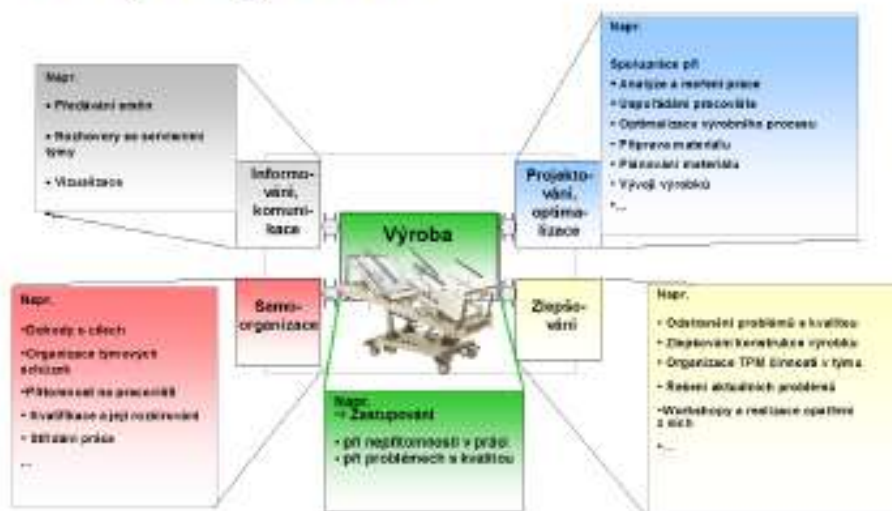 Např.
• Předávání směn
• Rozhovory se servisními
týmy
• Vizualizace
Např.
Spolupráce při
• Analýze a měření práce
• Uspořádání pracoviště
• Optimalizace výrobního procesu
• Příprava materiálu
• Plánování materiálu
• Vývoji výrobků
•...
Informo-
vání,
komuni-
kace
Projekto-
vání,
optima-
lizace
Výroba
Samo-
organizace
Zlepšo-
vání
Např.
•Dohody o cílech
•Organizace týmových
schůzek
•Přítomnost na pracovišti
• Kvalifikace a její rozšiřování
• Střídání práce
...
Např.
→ Zastupování
• při nepřítomnosti v práci
• při problémech s kvalitou
Např.
• Odstranění problémů s kvalitou
• Zlepšování konstrukce výrobku
• Organizace TPM činností v týmu
• Řešení aktuálních problémů
•Workshopy a realizace opatření
z nich
•...